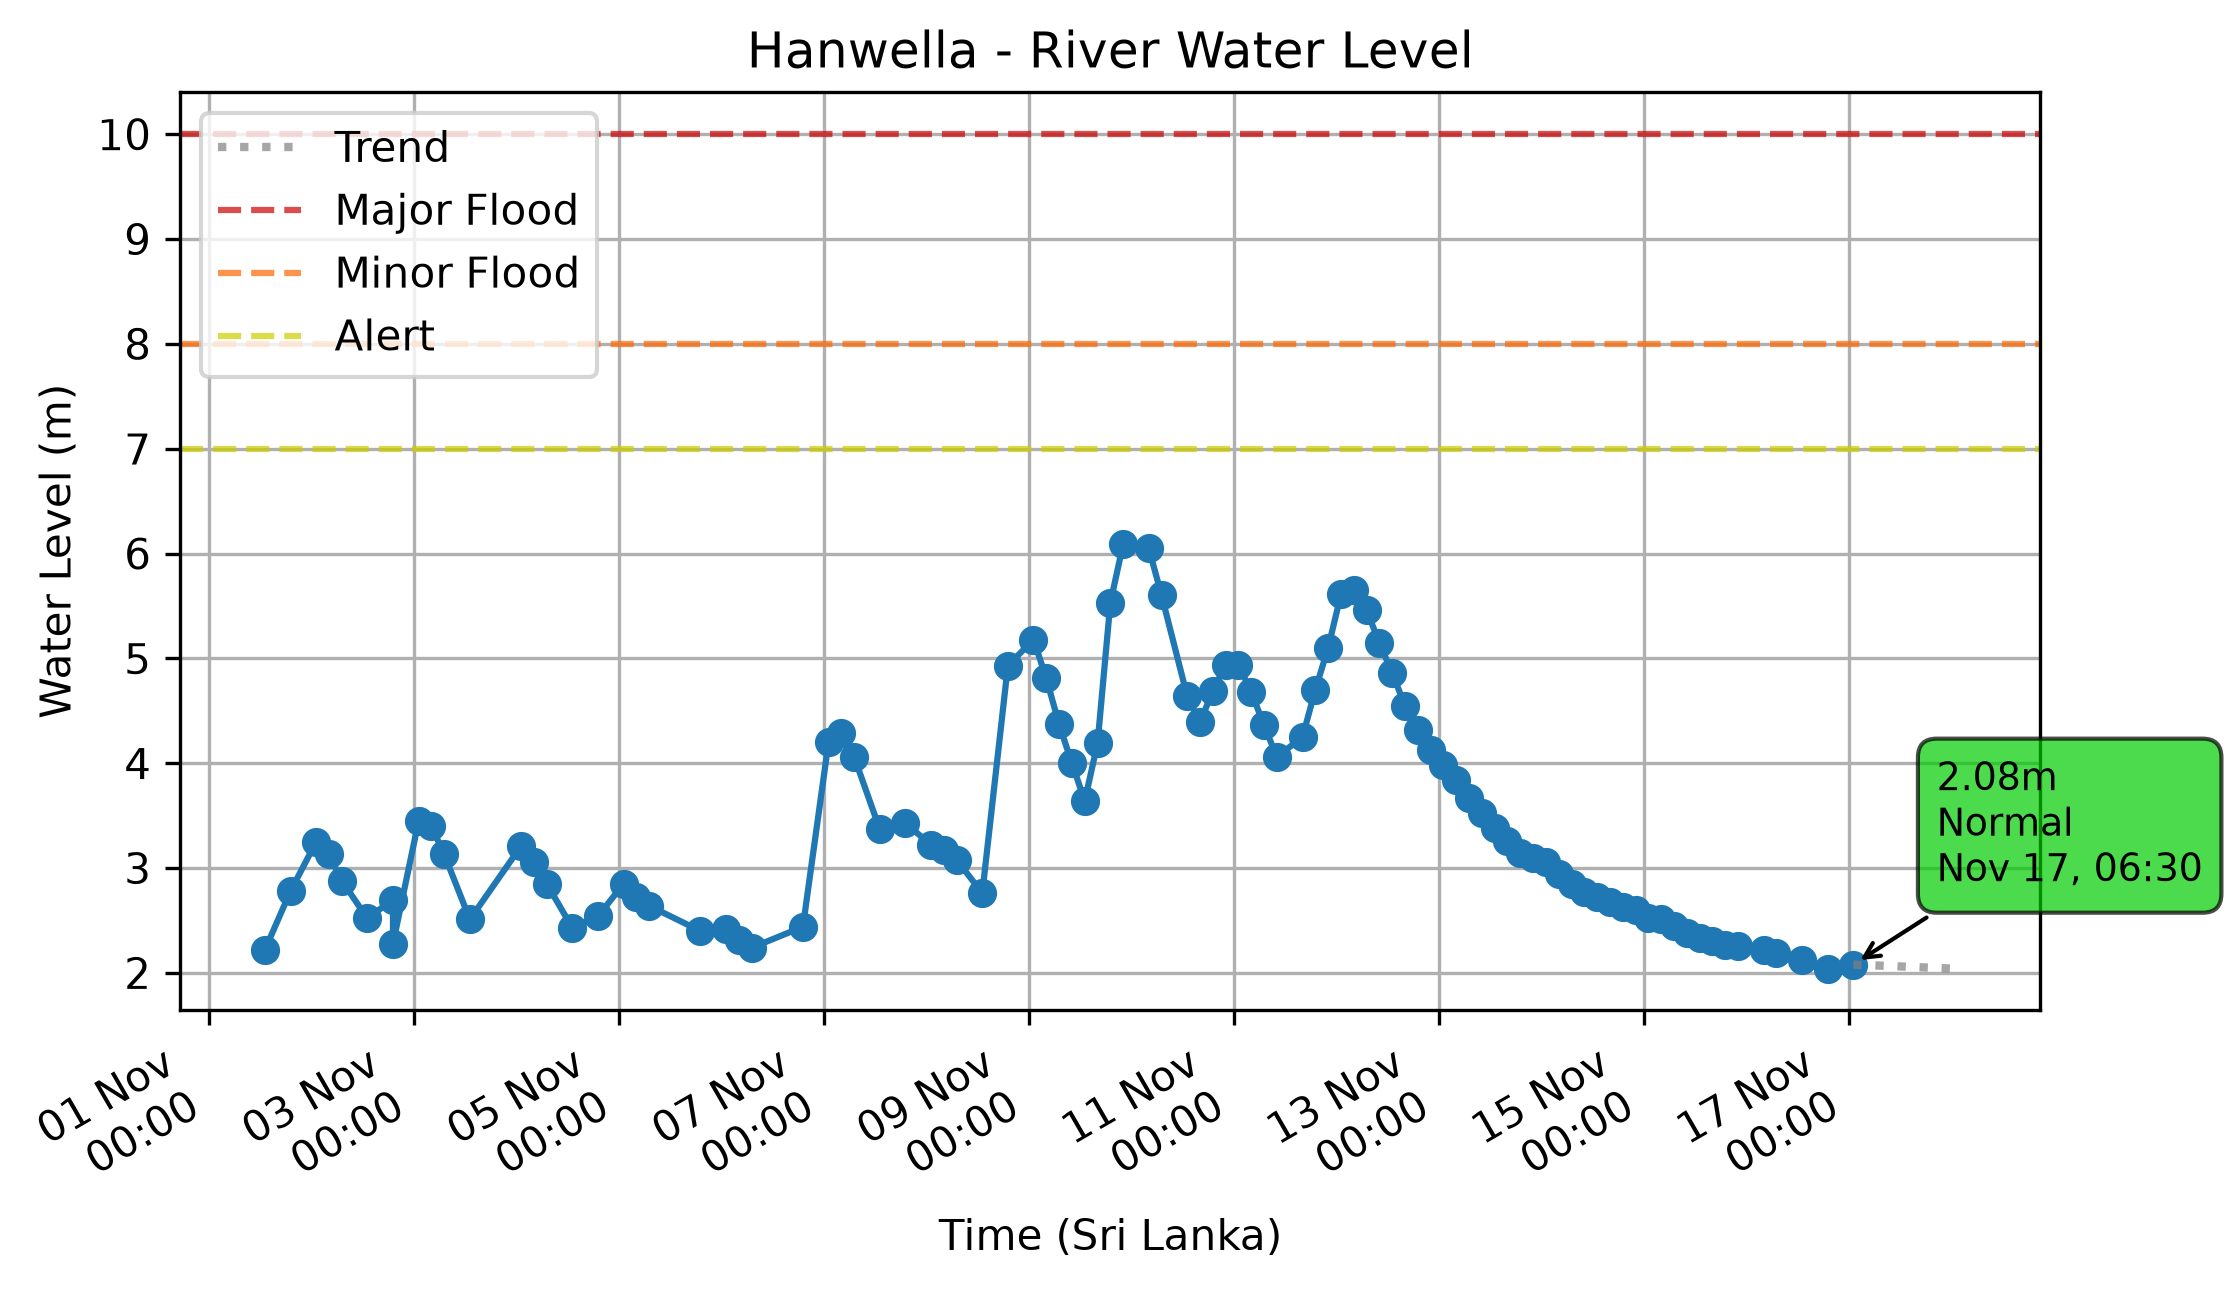 Hanwella - River Water Level
10
9
8
7
6
5
4
3
2
Water Level (m)
Trend
Major Flood
Minor Flood
Alert
2.08m
Normal
Nov 17, 06:30
01 Nov
00:00
03 Nov
00:00
05 Nov
00:00
07 Nov
00:00
09 Nov
00:00
11 Nov
00:00
13 Nov
00:00
15 Nov
00:00
17 Nov
00:00
Time (Sri Lanka)